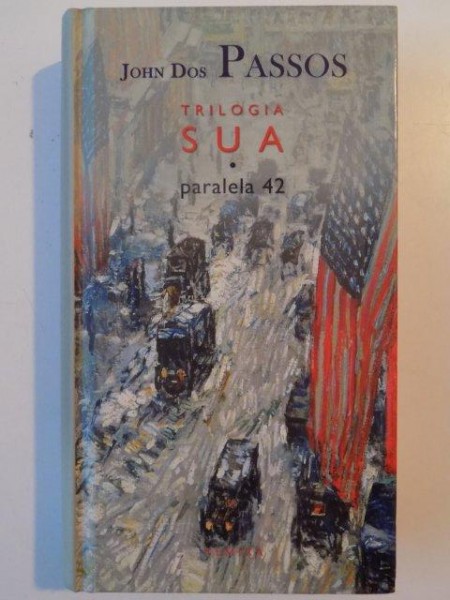 JOHN DOS PASSOS
TRILOGIA
SUA
•
paralela 42